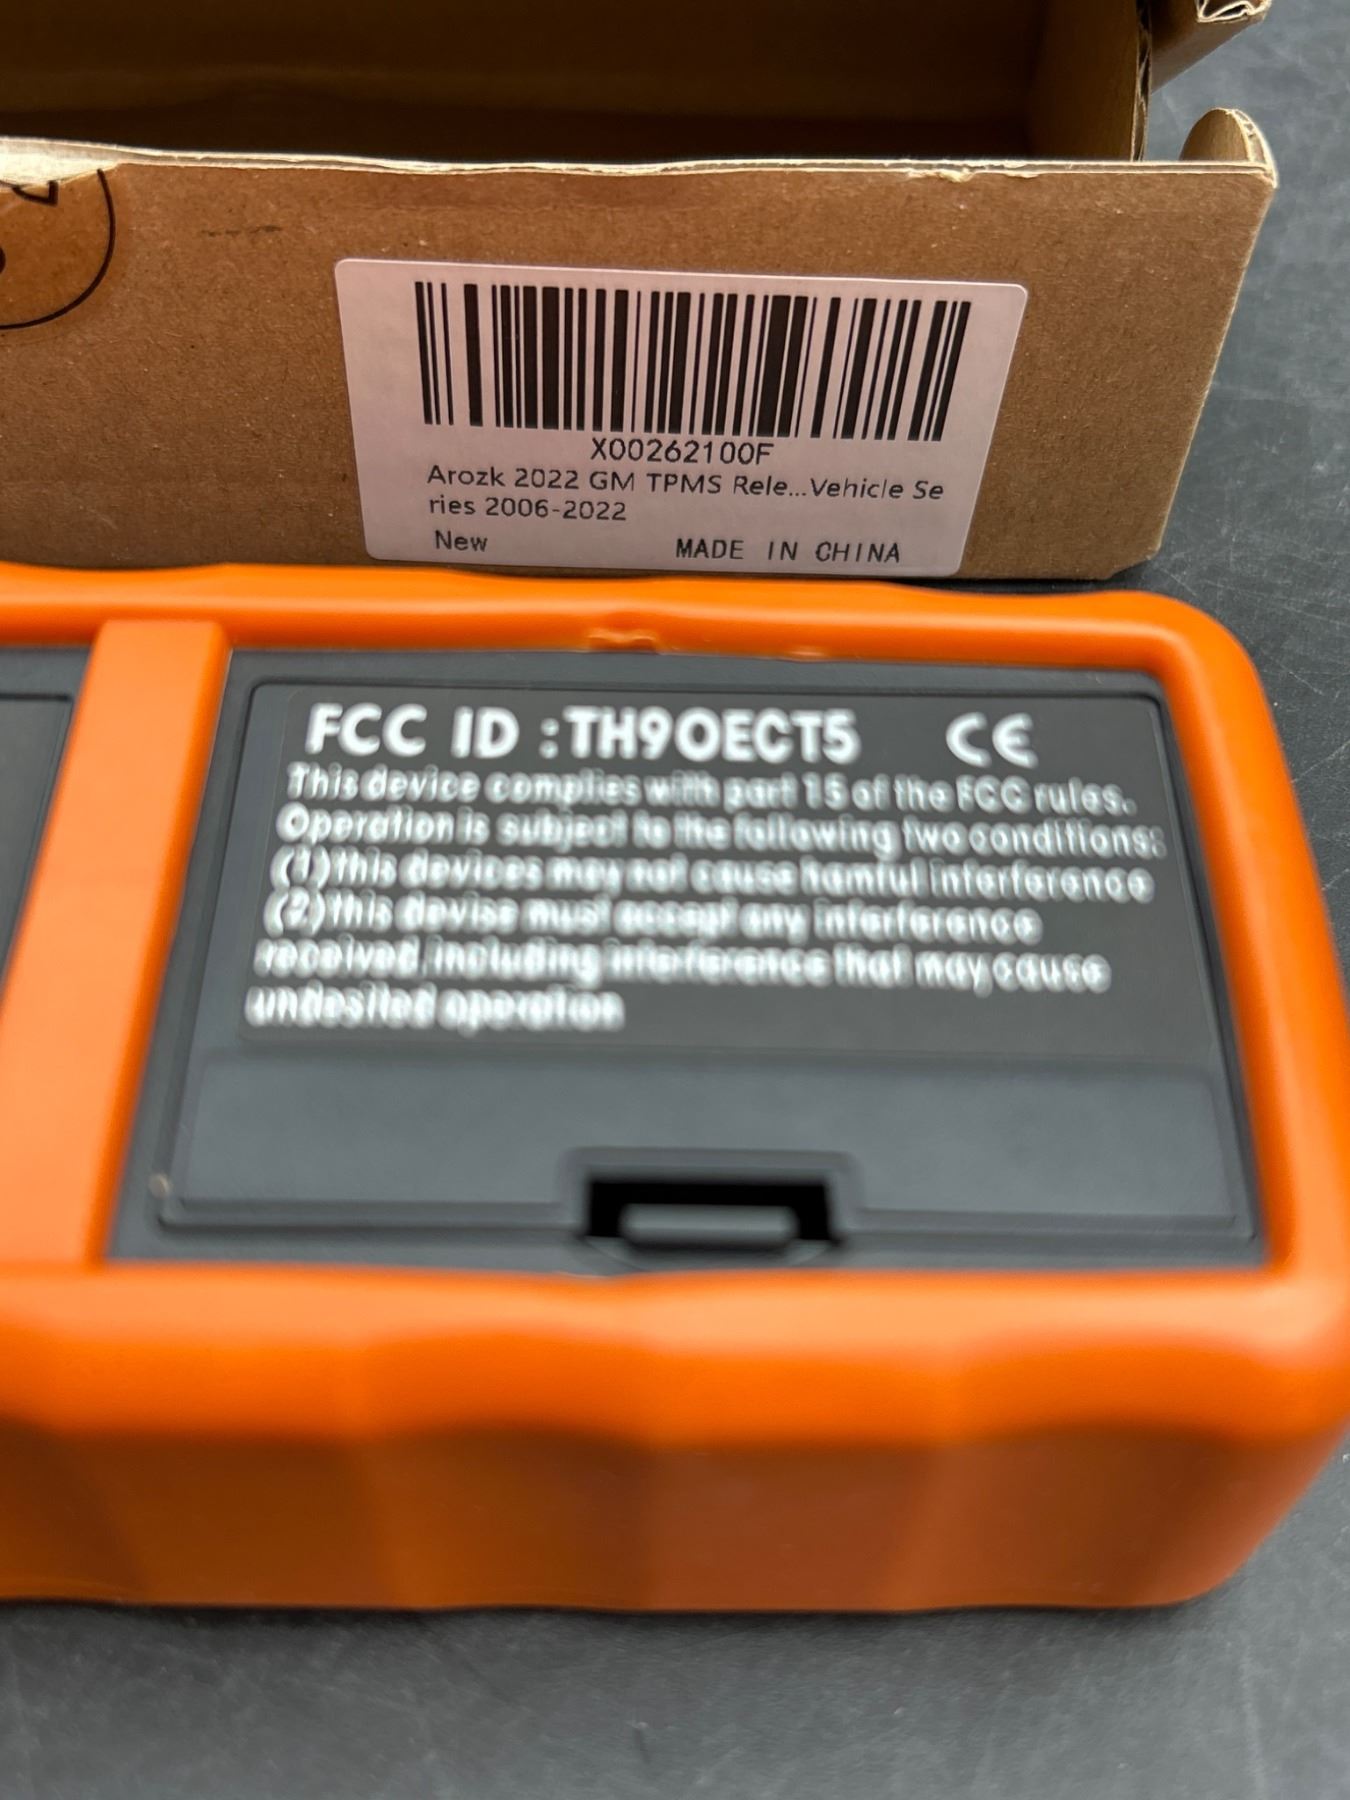 X00262100F
Arozk 2022 GM TPMS Rele...Vehicle Se
ries 2006-2022
New MADE IN CHINA
FCC ID :TH9OECT5 CE
This device complies with part 15 of the FCC rules.
Operation is subject to the following two conditions:
(1)this devices may not cause hamful interference
(2)this devise must accept any interference
received,including interference that may cause
undesited operation